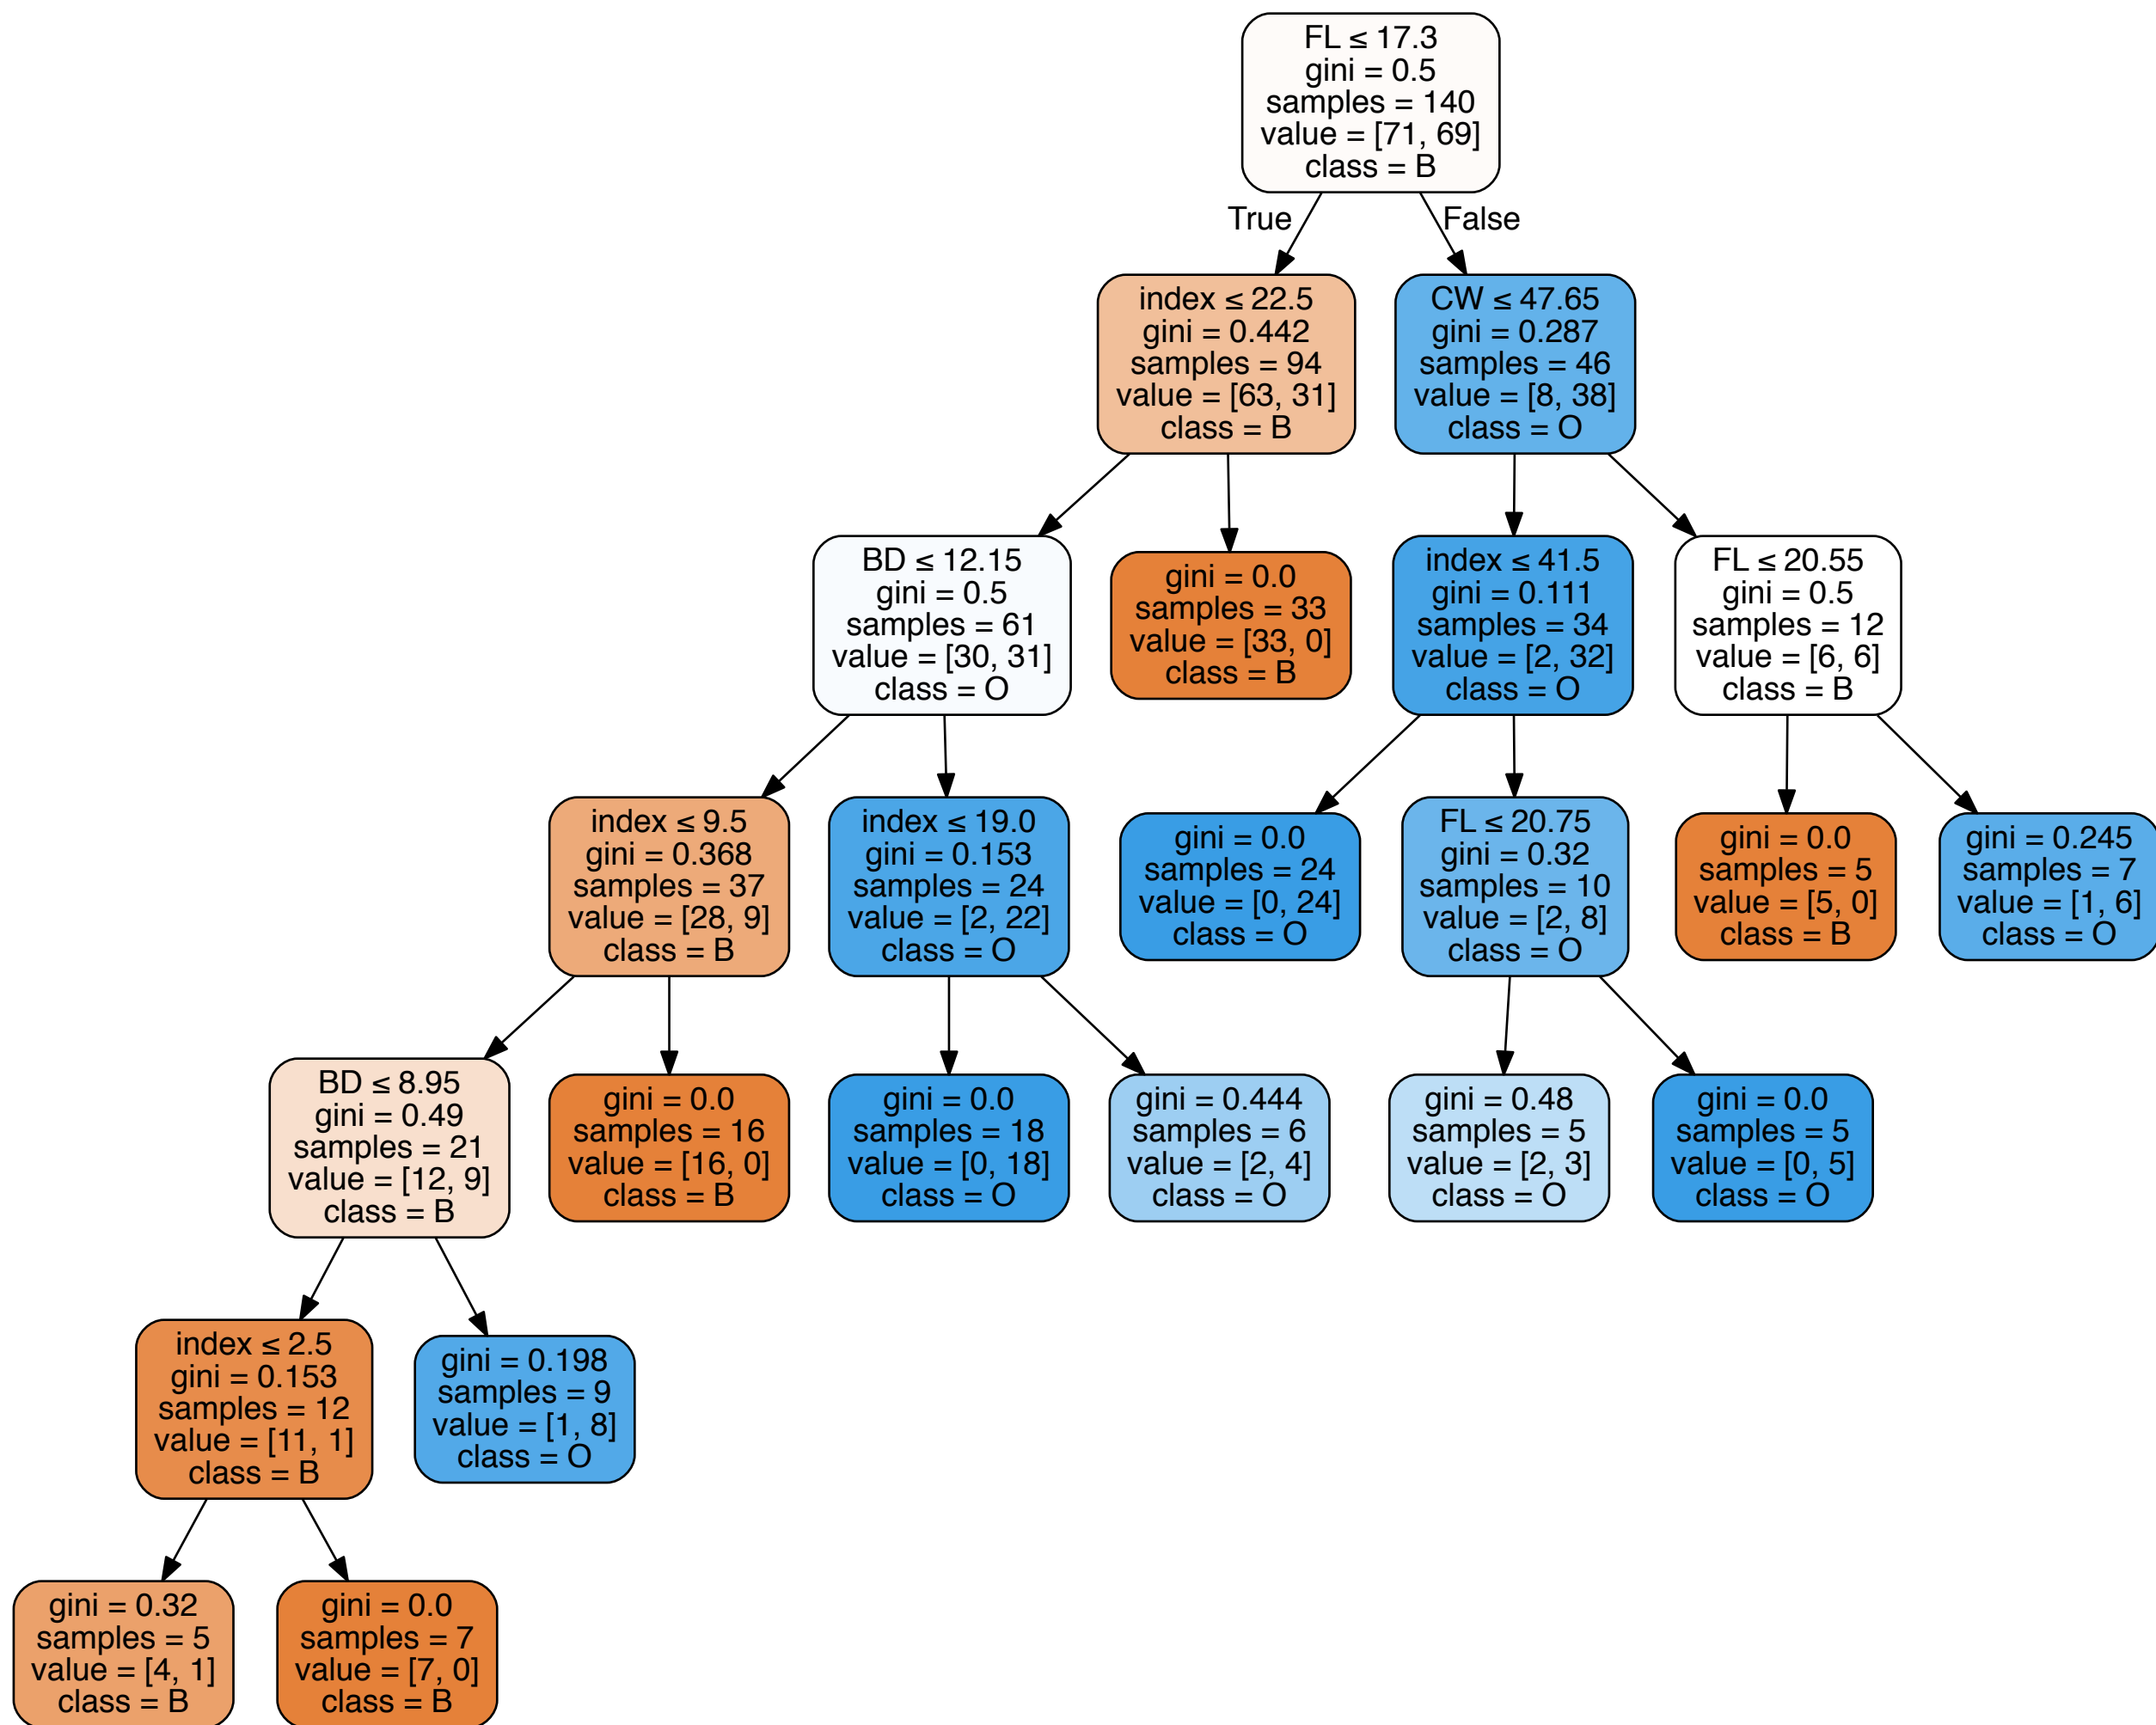 FL ≤ 17.3
gini = 0.5
samples = 140
value = [71, 69]
class = B
True
False
index ≤ 22.5
gini = 0.442
samples = 94
value = [63, 31]
class = B
CW ≤ 47.65
gini = 0.287
samples = 46
value = [8, 38]
class = O
BD ≤ 12.15
gini = 0.5
samples = 61
value = [30, 31]
class = O
gini = 0.0
samples = 33
value = [33, 0]
class = B
index ≤ 41.5
gini = 0.111
samples = 34
value = [2, 32]
class = O
FL ≤ 20.55
gini = 0.5
samples = 12
value = [6, 6]
class = B
index ≤ 9.5
gini = 0.368
samples = 37
value = [28, 9]
class = B
index ≤ 19.0
gini = 0.153
samples = 24
value = [2, 22]
class = O
gini = 0.0
samples = 24
value = [0, 24]
class = O
FL ≤ 20.75
gini = 0.32
samples = 10
value = [2, 8]
class = O
gini = 0.0
samples = 5
value = [5, 0]
class = B
gini = 0.245
samples = 7
value = [1, 6]
class = O
BD ≤ 8.95
gini = 0.49
samples = 21
value = [12, 9]
class = B
gini = 0.0
samples = 16
value = [16, 0]
class = B
gini = 0.0
samples = 18
value = [0, 18]
class = O
gini = 0.444
samples = 6
value = [2, 4]
class = O
gini = 0.48
samples = 5
value = [2, 3]
class = O
gini = 0.0
samples = 5
value = [0, 5]
class = O
index ≤ 2.5
gini = 0.153
samples = 12
value = [11, 1]
class = B
gini = 0.198
samples = 9
value = [1, 8]
class = O
gini = 0.32
samples = 5
value = [4, 1]
class = B
gini = 0.0
samples = 7
value = [7, 0]
class = B